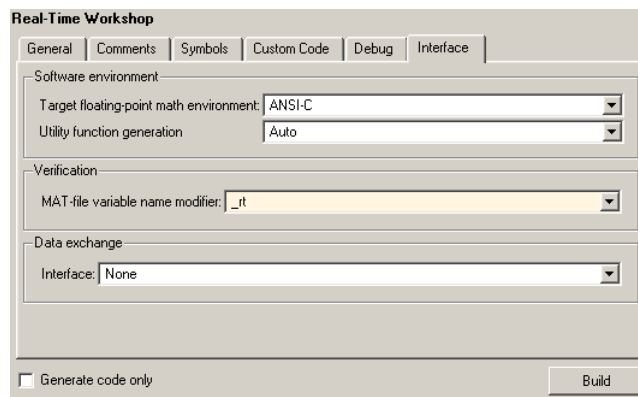 Real-Time Workshop
General Comments Symbols Custom Code Debug Interface
Software environment
Target floating-point math environment: ANSI-C
Utility function generation Auto
Verification
MAT-file variable name modifier: _rt
Data exchange
Interface: None
Generate code only Build